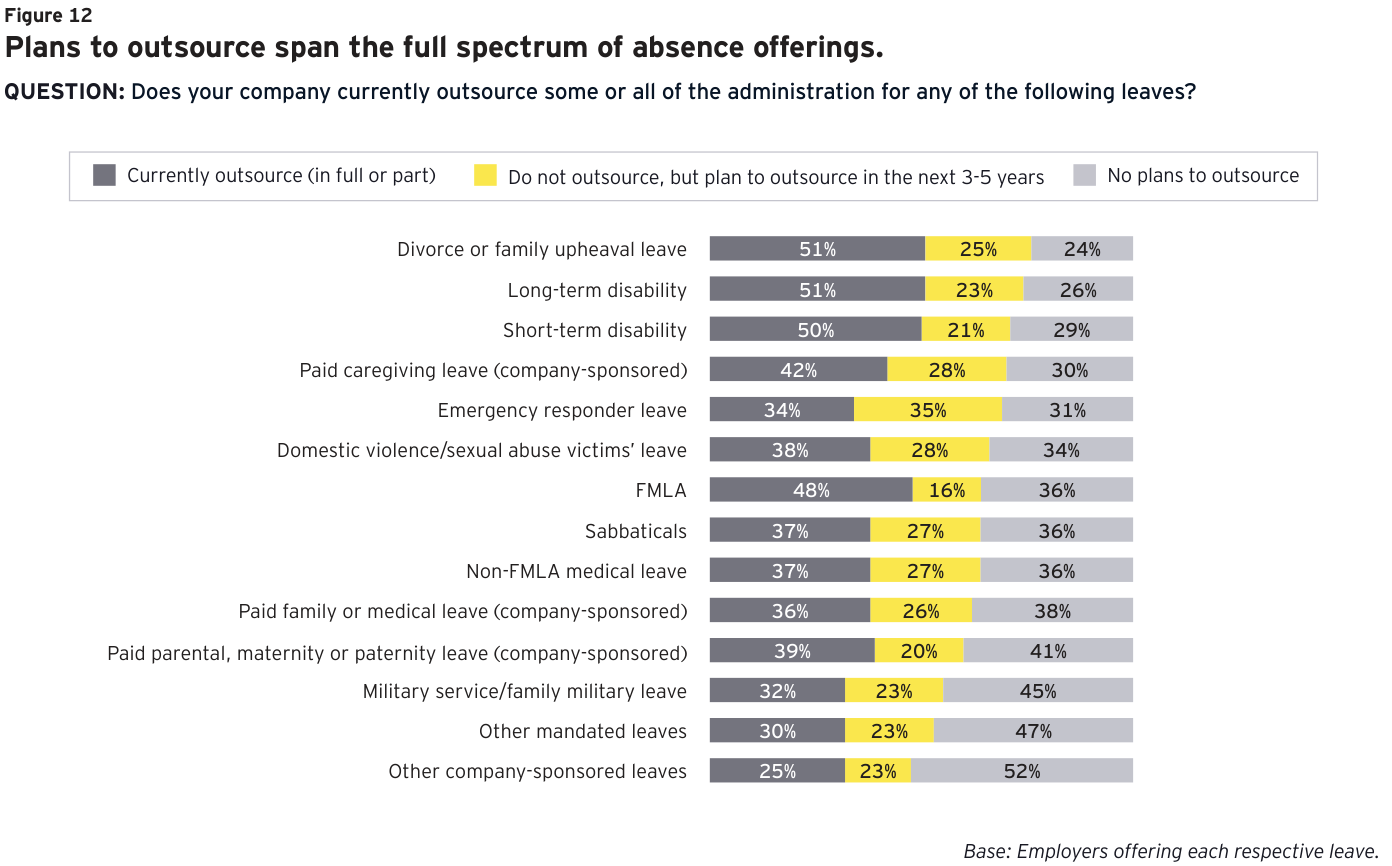 Figure 12
Plans to outsource span the full spectrum of absence offerings.
QUESTION: Does your company currently outsource some or all of the administration for any of the following leaves?
Currently outsource (in full or part) Do not outsource, but plan to outsource in the next 3-5 years No plans to outsource
Divorce or family upheaval leave 51% 25% 24%
Long-term disability 51% 23% 26%
Short-term disability 50% 21% 29%
Paid caregiving leave (company-sponsored) 42% 28% 30%
Emergency responder leave 34% 35% 31%
Domestic violence/sexual abuse victims’ leave 38% 28% 34%
FMLA 48% 16% 36%
Sabbaticals 37% 27% 36%
Non-FMLA medical leave 37% 27% 36%
Paid family or medical leave (company-sponsored) 36% 26% 38%
Paid parental, maternity or paternity leave (company-sponsored) 39% 20% 41%
Military service/family military leave 32% 23% 45%
Other mandated leaves 30% 23% 47%
Other company-sponsored leaves 25% 23% 52%
Base: Employers offering each respective leave.